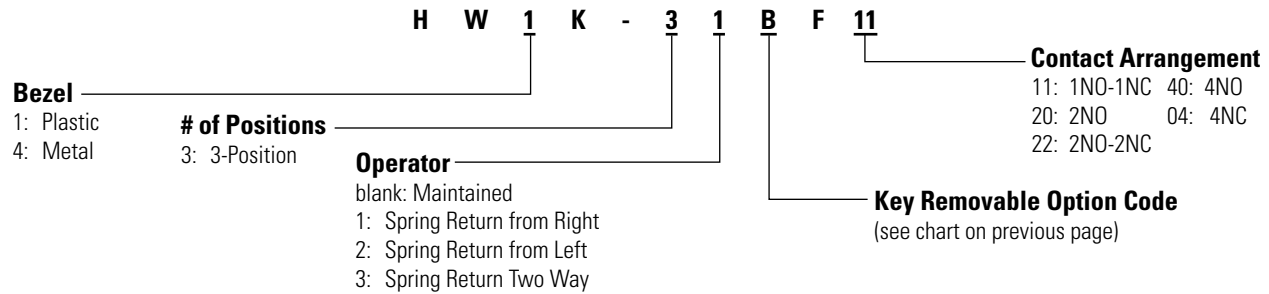 H W 1 K - 3 1 B F 11
Bezel
1: Plastic
4: Metal
# of Positions
3: 3-Position
Operator
blank: Maintained
1: Spring Return from Right
2: Spring Return from Left
3: Spring Return Two Way
Contact Arrangement
11: 1NO-1NC 40: 4NO
20: 2NO 04: 4NC
22: 2NO-2NC
Key Removable Option Code
(see chart on previous page)